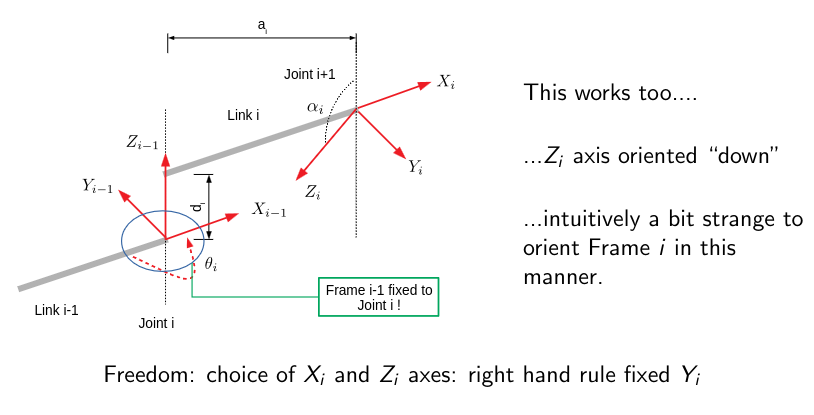 a_i
Joint i+1
X_i
α_i
Link i
Z_{i−1}
Y_i
Y_{i−1}
Z_i
d_i
X_{i−1}
θ_i
Frame i-1 fixed to
Joint i !
Link i-1
Joint i
This works too....
...Z_i axis oriented “down”
...intuitively a bit strange to
orient Frame i in this
manner.
Freedom: choice of X_i and Z_i axes: right hand rule fixed Y_i